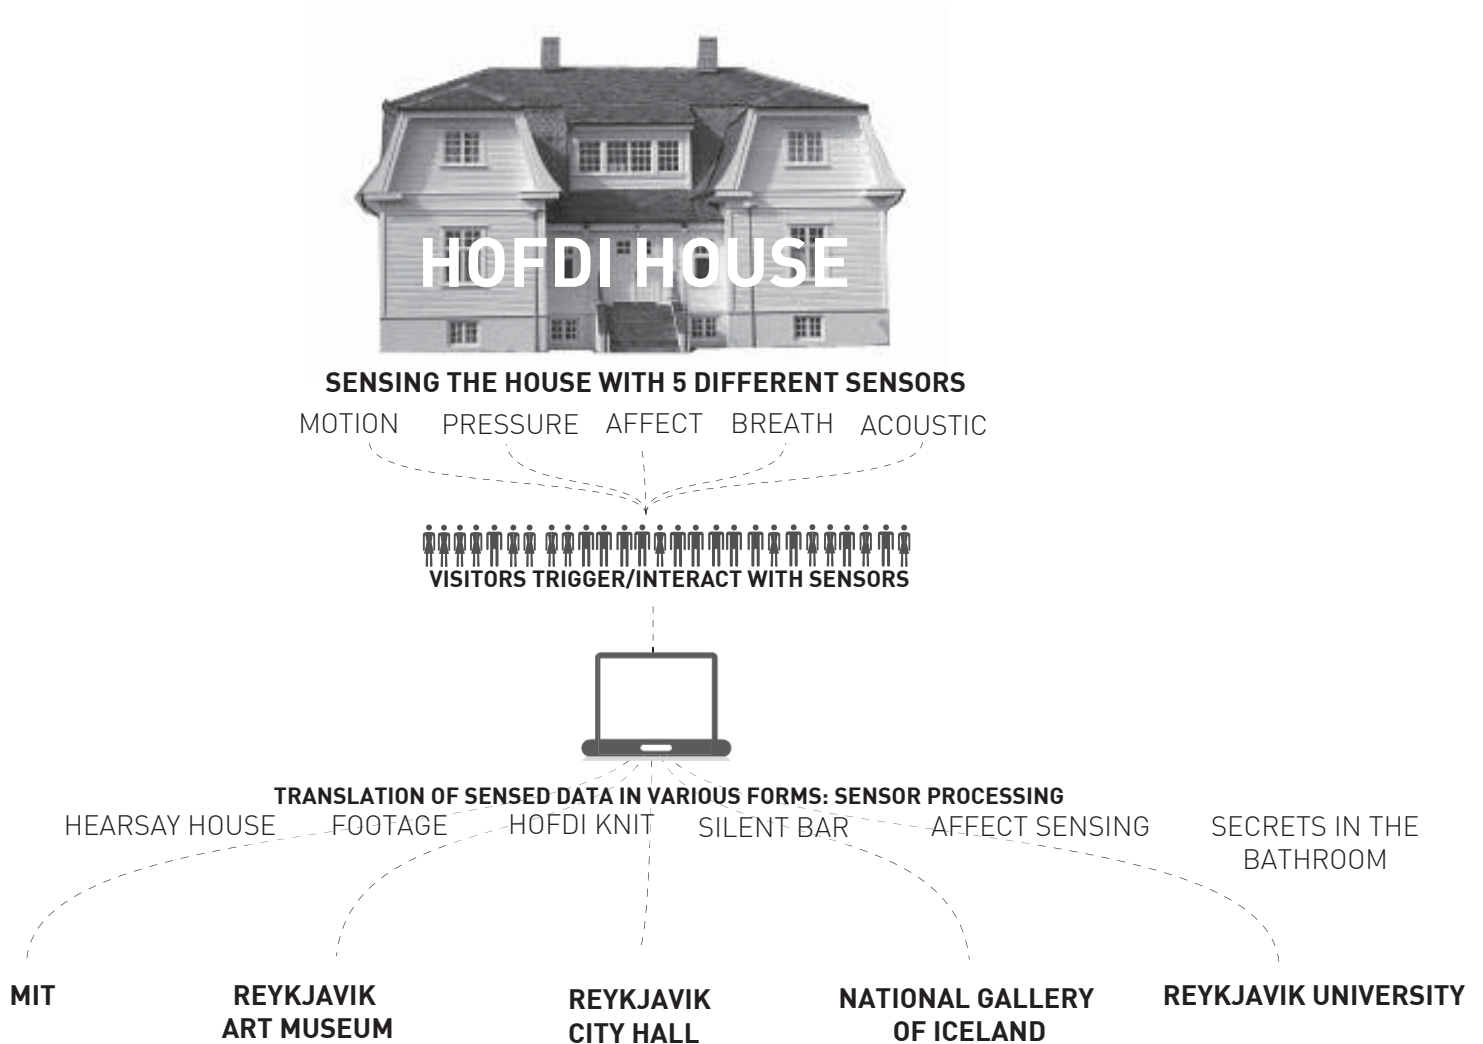 HOFDI HOUSE
SENSING THE HOUSE WITH 5 DIFFERENT SENSORS
MOTION PRESSURE AFFECT BREATH ACOUSTIC
VISITORS TRIGGER/INTERACT WITH SENSORS
TRANSLATION OF SENSED DATA IN VARIOUS FORMS: SENSOR PROCESSING
HEARSAY HOUSE
FOOTAGE
HOFDI KNIT
SILENT BAR
AFFECT SENSING
SECRETS IN THE
BATHROOM
MIT
REYKJAVIK
ART MUSEUM
REYKJAVIK
CITY HALL
NATIONAL GALLERY
OF ICELAND
REYKJAVIK UNIVERSITY